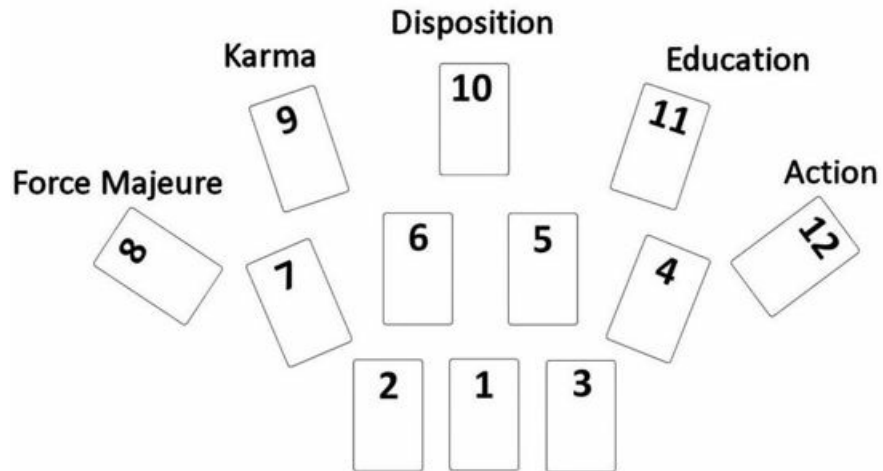 Disposition
Karma
Education
10
9
11
Force Majeure
Action
8
7
6
5
4
12
2
1
3